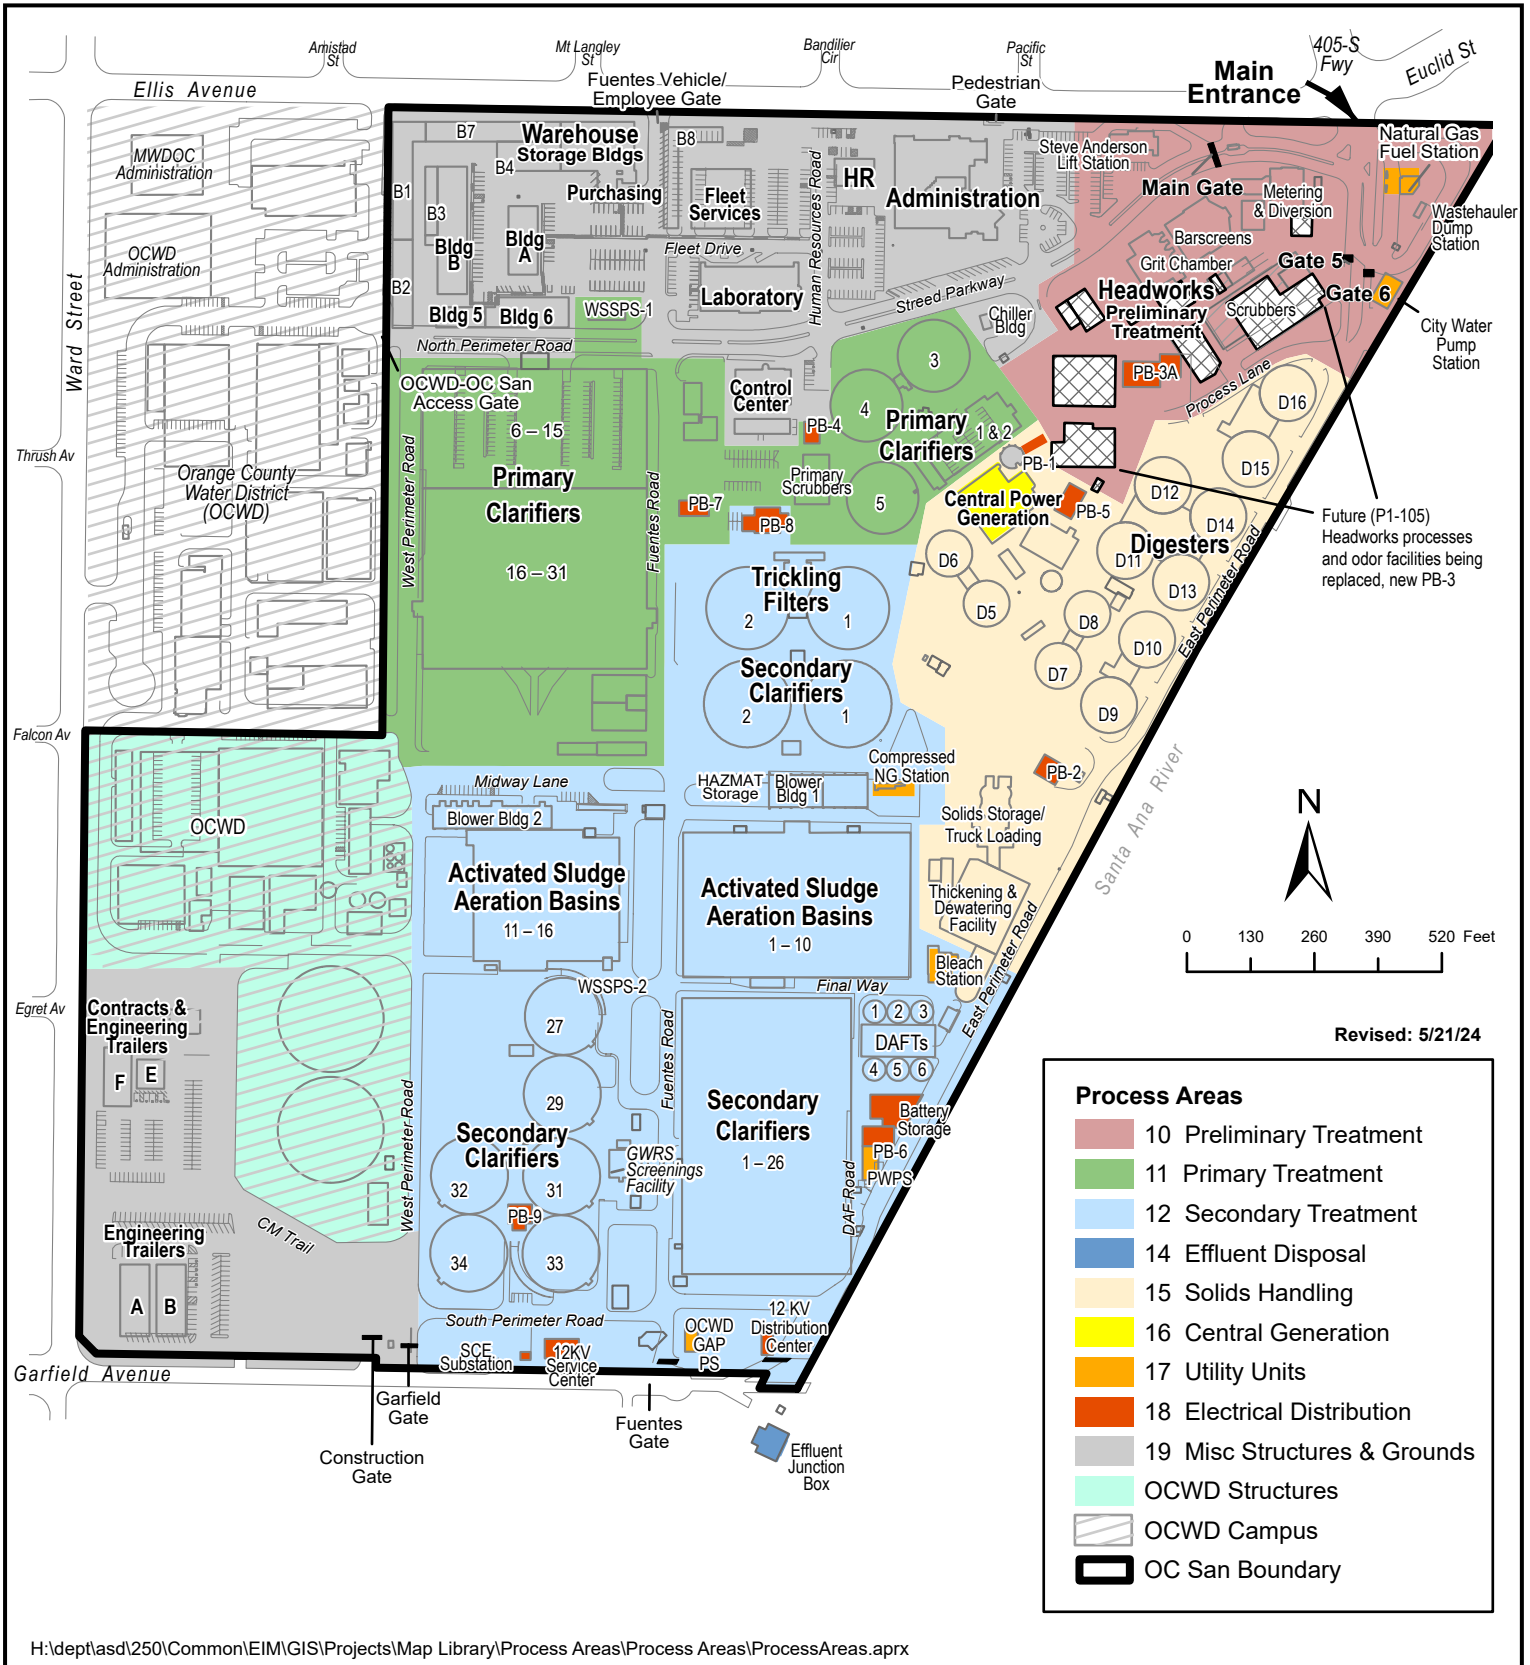 Amistad
St
Mt Langley
St
Bandilier
Cir
Pacific
St
405-S
Fwy
Euclid St
Ellis Avenue
Fuentes Vehicle/
Employee Gate
Pedestrian
Gate
Main
Entrance
MWDOC
Administration
B7
Warehouse
Storage Bldgs
B4
B8
Steve Anderson
Lift Station
Natural Gas
Fuel Station
B1
B3
Purchasing
Fleet
Services
HR
Administration
Main Gate
Metering
& Diversion
Wastehauler
Dump
Station
OCWD
Administration
Bldg
B
Bldg
A
Fleet Drive
Human Resources Road
Barscreens
Grit Chamber
Gate 5
B2
Bldg 5
Bldg 6
WSSPS-1
Laboratory
Streed Parkway
Chiller
Bldg
Headworks
Preliminary
Treatment
Scrubbers
Gate 6
City Water
Pump
Station
Ward Street
North Perimeter Road
OCWD-OC San
Access Gate
Control
Center
3
4
PB-3A
Process Lane
D16
6 – 15
PB-4
Primary
Clarifiers
1 & 2
Thrush Av
Orange County
Water District
(OCWD)
West Perimeter Road
Primary
Clarifiers
16 – 31
Fuentes Road
Primary
Scrubbers
5
PB-1
D15
D12
PB-7
PB-8
Central Power
Generation
PB-5
D14
Digesters
D11
Future (P1-105)
Headworks processes
and odor facilities being
replaced, new PB-3
Trickling
Filters
2
1
D6
D5
D13
D8
D10
East Perimeter Road
Secondary
Clarifiers
2
1
D7
D9
Falcon Av
Midway Lane
HAZMAT
Storage
Blower
Bldg 1
Compressed
NG Station
PB-2
Santa Ana River
N
OCWD
Blower Bldg 2
Solids Storage/
Truck Loading
Activated Sludge
Aeration Basins
11 – 16
Activated Sludge
Aeration Basins
1 – 10
Thickening &
Dewatering
Facility
0 130 260 390 520 Feet
Bleach
Station
East Perimeter Road
WSSPS-2
Final Way
Egret Av
Contracts &
Engineering
Trailers
F
E
27
Fuentes Road
1 2 3
DAFTs
4 5 6
Revised: 5/21/24
29
West Perimeter Road
Secondary
Clarifiers
32
31
GWRS
Screenings
Facility
Secondary
Clarifiers
1 – 26
Battery
Storage
PB-6
PWPS
DAF Road
PB-9
34
33
CM Trail
Engineering
Trailers
A
B
South Perimeter Road
SCE
Substation
12KV
Service
Center
OCWD
GAP
PS
12 KV
Distribution
Center
Garfield Avenue
Garfield
Gate
Construction
Gate
Fuentes
Gate
Effluent
Junction
Box
Process Areas
10 Preliminary Treatment
11 Primary Treatment
12 Secondary Treatment
14 Effluent Disposal
15 Solids Handling
16 Central Generation
17 Utility Units
18 Electrical Distribution
19 Misc Structures & Grounds
OCWD Structures
OCWD Campus
OC San Boundary
H:\dept\asd\250\Common\EIM\GIS\Projects\Map Library\Process Areas\Process Areas\ProcessAreas.aprx